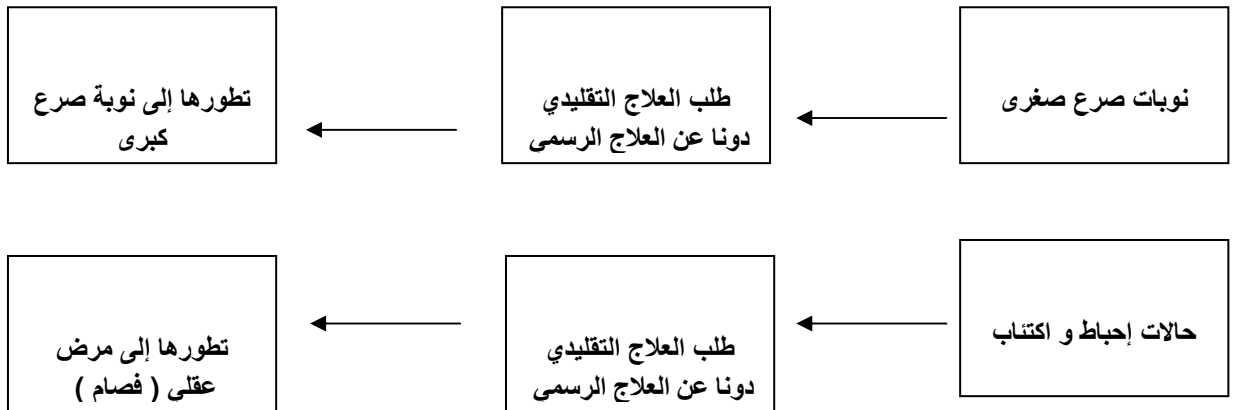 نوبات صرع صغرى
طلب العلاج التقليدي
دونا عن العلاج الرسمي
تطورها إلى نوبة صرع
كبرى
حالات إحباط و اكتئاب
طلب العلاج التقليدي
دونا عن العلاج الرسمي
تطورها إلى مرض
عقلي ( فصام )